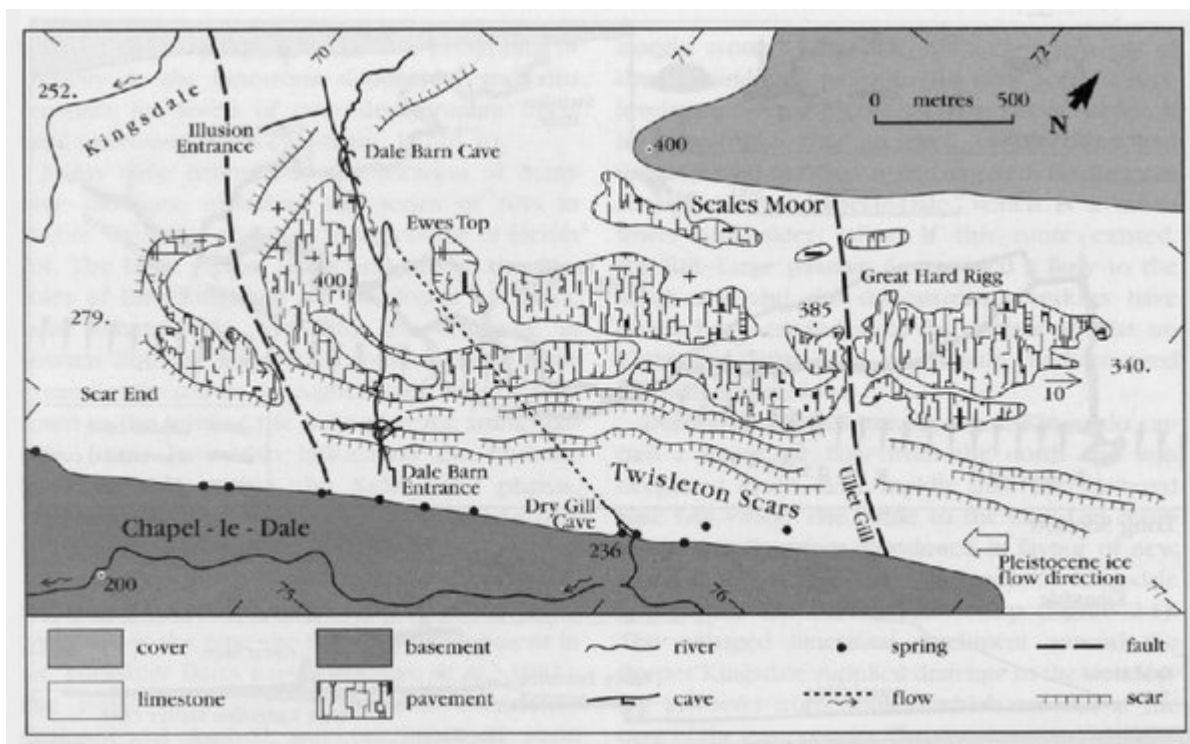 252.
Kingsdale
73
71
72
0 metres 500
N
Illusion
Entrance
Dale Barn Cave
400
Ewes Top
Scales Moor
400
Great Hard Rigg
279.
385
340.
10
Scar End
Dale Barn
Entrance
Twisleton Scars
Ullet Gill
Dry Gill
Cave
Chapel - le - Dale
236
Pleistocene ice
flow direction
200
75
76
71
cover
basement
river
spring
fault
limestone
pavement
cave
flow
scar